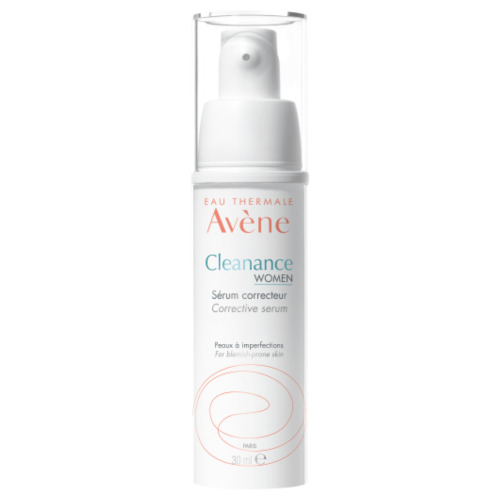 EAU THERMALE
Avène
Cleanance
WOMEN
Sérum correcteur
Corrective serum
Peaux à imperfections
For blemish-prone skin
PARIS
30 ml ℮